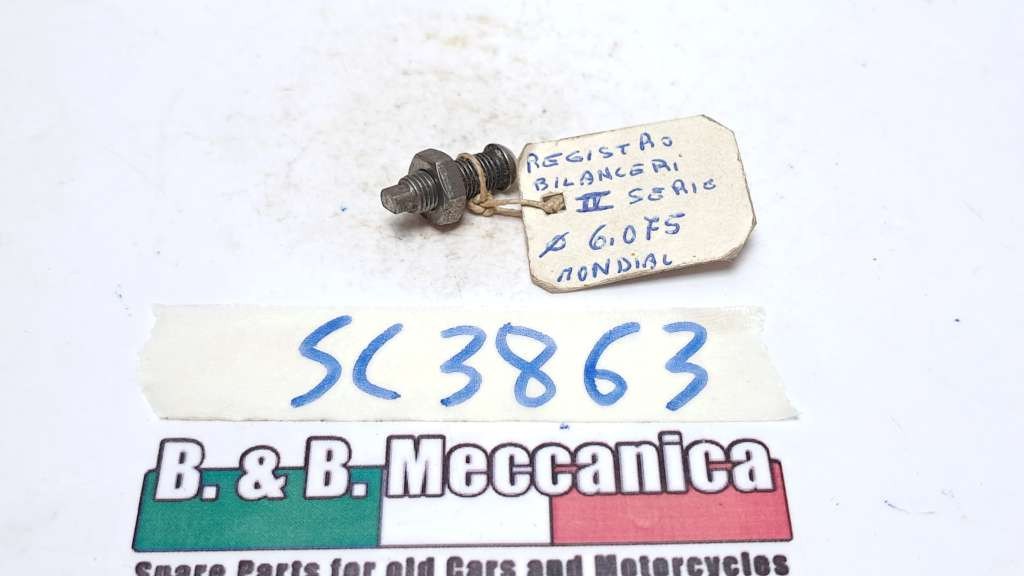 REGISTRO
BILANCERI
II SERIE
Ø 6.075
MONDIAL
SC3863
B. & B. Meccanica
Spare Parts for old Cars and Motorcycles